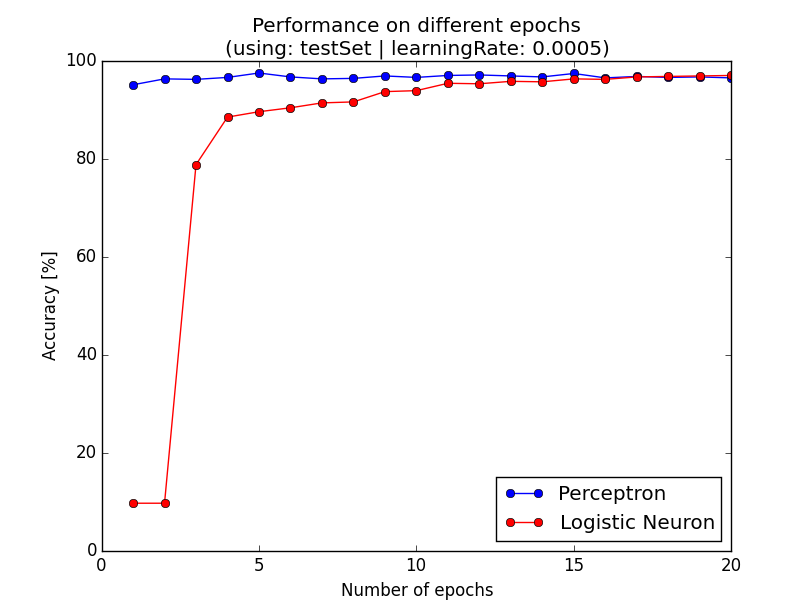 Performance on different epochs
(using: testSet | learningRate: 0.0005)
100
80
60
40
20
0
Accuracy [%]
0 5 10 15 20
Number of epochs
Perceptron
Logistic Neuron